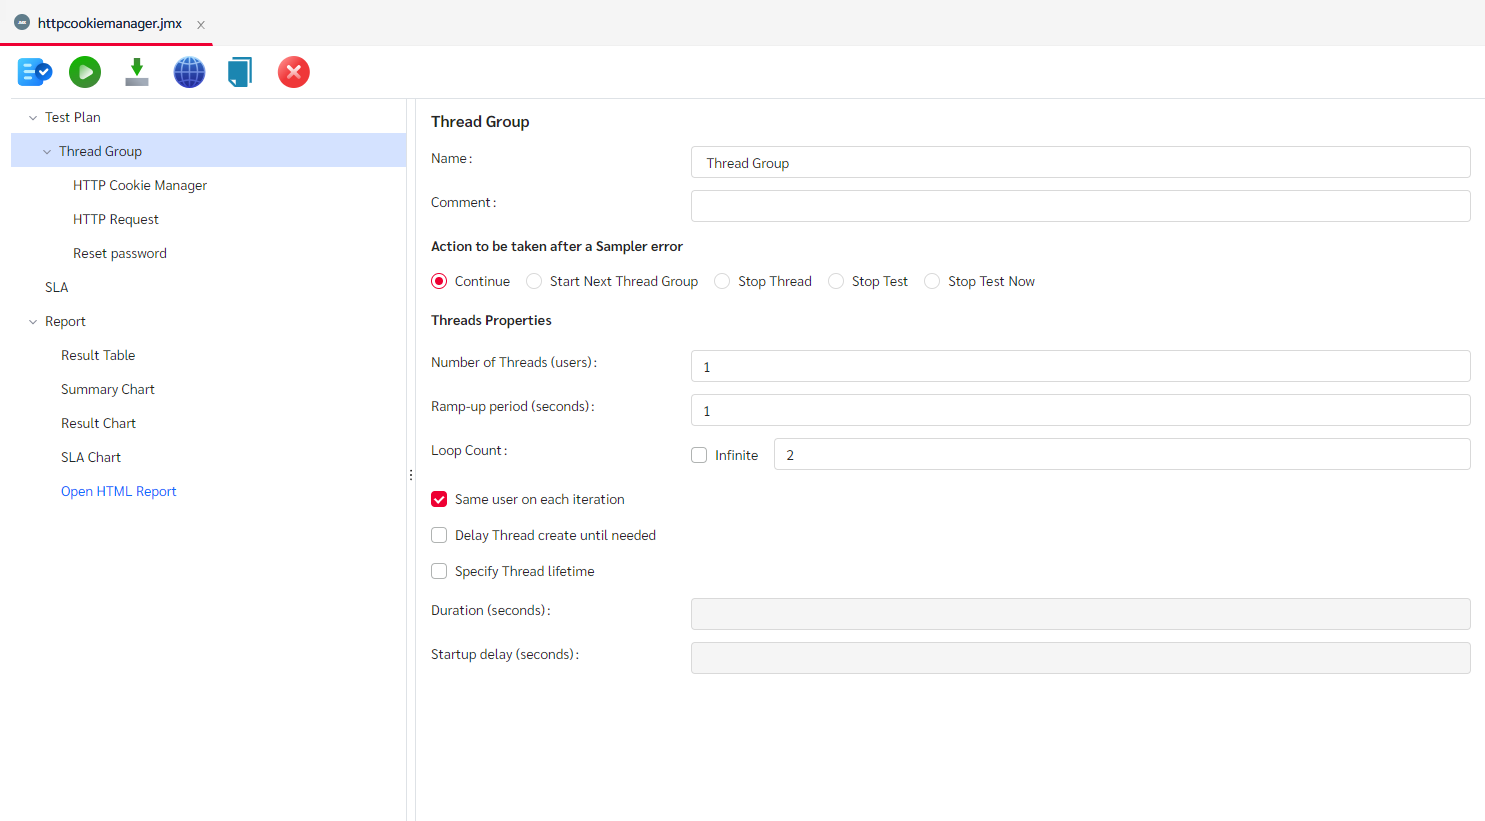 httpcookiemanager.jmx
Test Plan
Thread Group
HTTP Cookie Manager
HTTP Request
Reset password
SLA
Report
Result Table
Summary Chart
Result Chart
SLA Chart
Open HTML Report
Thread Group
Name:
Thread Group
Comment:
Action to be taken after a Sampler error
Continue Start Next Thread Group Stop Thread Stop Test Stop Test Now
Threads Properties
Number of Threads (users): 1
Ramp-up period (seconds): 1
Loop Count: Infinite 2
Same user on each iteration
Delay Thread create until needed
Specify Thread lifetime
Duration (seconds):
Startup delay (seconds):